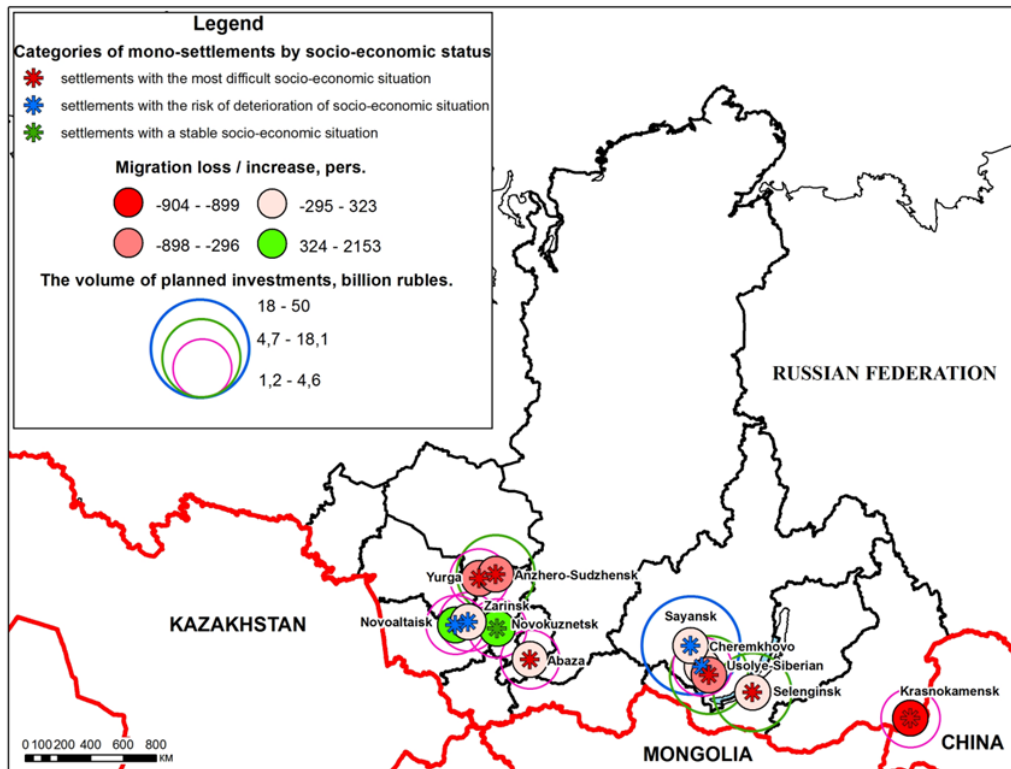 Legend
Categories of mono-settlements by socio-economic status
settlements with the most difficult socio-economic situation
settlements with the risk of deterioration of socio-economic situation
settlements with a stable socio-economic situation
Migration loss / increase, pers.
-904 - -899
-295 - 323
-898 - -296
324 - 2153
The volume of planned investments, billion rubles.
18 - 50
4,7 - 18,1
1,2 - 4,6
RUSSIAN FEDERATION
KAZAKHSTAN
Yurga
Anzhero-Sudzhensk
Zarinsk
Novoaltaisk
Novokuznetsk
Abaza
Sayansk
Cheremkhovo
Usolye-Siberian
Selenginsk
Krasnokamensk
MONGOLIA
CHINA
0 100 200 400 600 800
KM